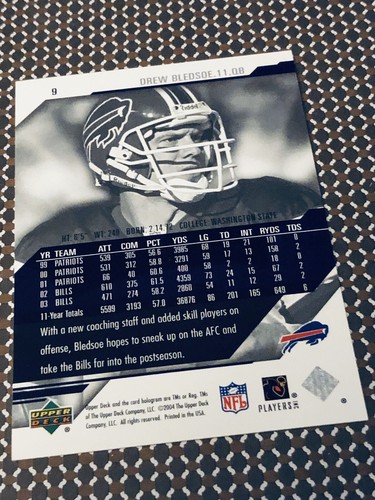 9
DREW BLEDSOE.11.QB
Riddell
HT: 6'5" WT: 240 BORN: 2.14.72 COLLEGE: WASHINGTON STATE
YR TEAM ATT COM PCT YDS LG TD INT RYDS TDS
99 PATRIOTS 539 305 56.6 3985 68 19 21 101 0
00 PATRIOTS 531 312 58.8 3291 59 17 13 158 2
01 PATRIOTS 66 40 60.6 400 58 2 2 18 0
02 BILLS 610 375 61.5 4359 73 24 15 67 2
03 BILLS 471 274 58.2 2860 54 11 12 29 2
11-Year Totals 5599 3193 57.0 36876 86 201 165 649 6
With a new coaching staff and added skill players on
offense, Bledsoe hopes to sneak up on the AFC and
take the Bills far into the postseason.
UPPER DECK
Upper Deck and the card hologram are TMs or Reg. TMs
of The Upper Deck Company, LLC. ©2004 The Upper Deck
Company, LLC. All rights reserved. Printed in the USA.
NFL
PLAYERS INC